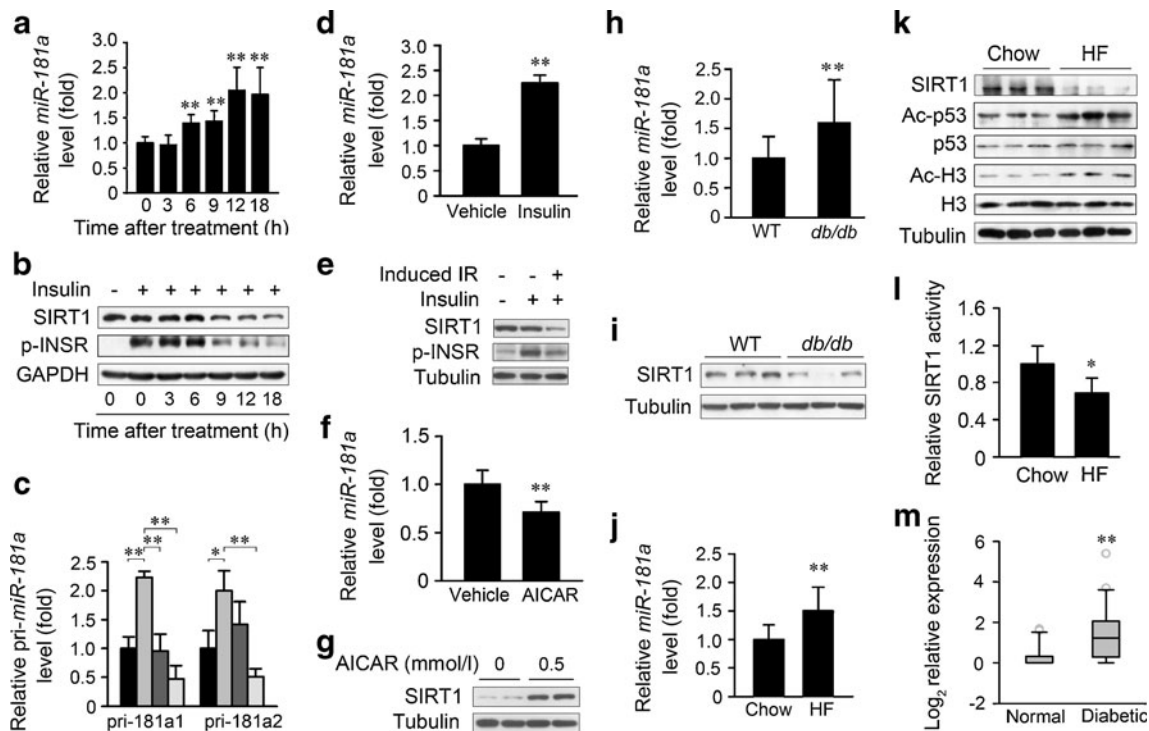 a
Relative miR-181a
level (fold)
2.5
2.0
1.5
1.0
0.5
0
** ** ** **
0 3 6 9 12 18
Time after treatment (h)
b
Insulin - + + + + + +
SIRT1
p-INSR
GAPDH
0 0 3 6 9 12 18
Time after treatment (h)
c
Relative pri-miR-181a
level (fold)
2.5
2.0
1.5
1.0
0.5
0
**
** ** * **
pri-181a1 pri-181a2
d
Relative miR-181a
level (fold)
2.5
2.0
1.5
1.0
0.5
0
**
Vehicle Insulin
e
Induced IR - - +
Insulin - + +
SIRT1
p-INSR
Tubulin
f
Relative miR-181a
level (fold)
1.5
1.0
0.5
0
**
Vehicle AICAR
g
AICAR (mmol/l) 0 0.5
SIRT1
Tubulin
h
Relative miR-181a
level (fold)
2.5
2.0
1.5
1.0
0.5
0
**
WT db/db
i
WT db/db
SIRT1
Tubulin
j
Relative miR-181a
level (fold)
2.5
2.0
1.5
1.0
0.5
0
**
Chow HF
k
Chow HF
SIRT1
Ac-p53
p53
Ac-H3
H3
Tubulin
l
Relative SIRT1 activity
1.6
1.2
0.8
0.4
0
*
Chow HF
m
Log2 relative expression
6
4
2
0
-2
**
Normal Diabetic